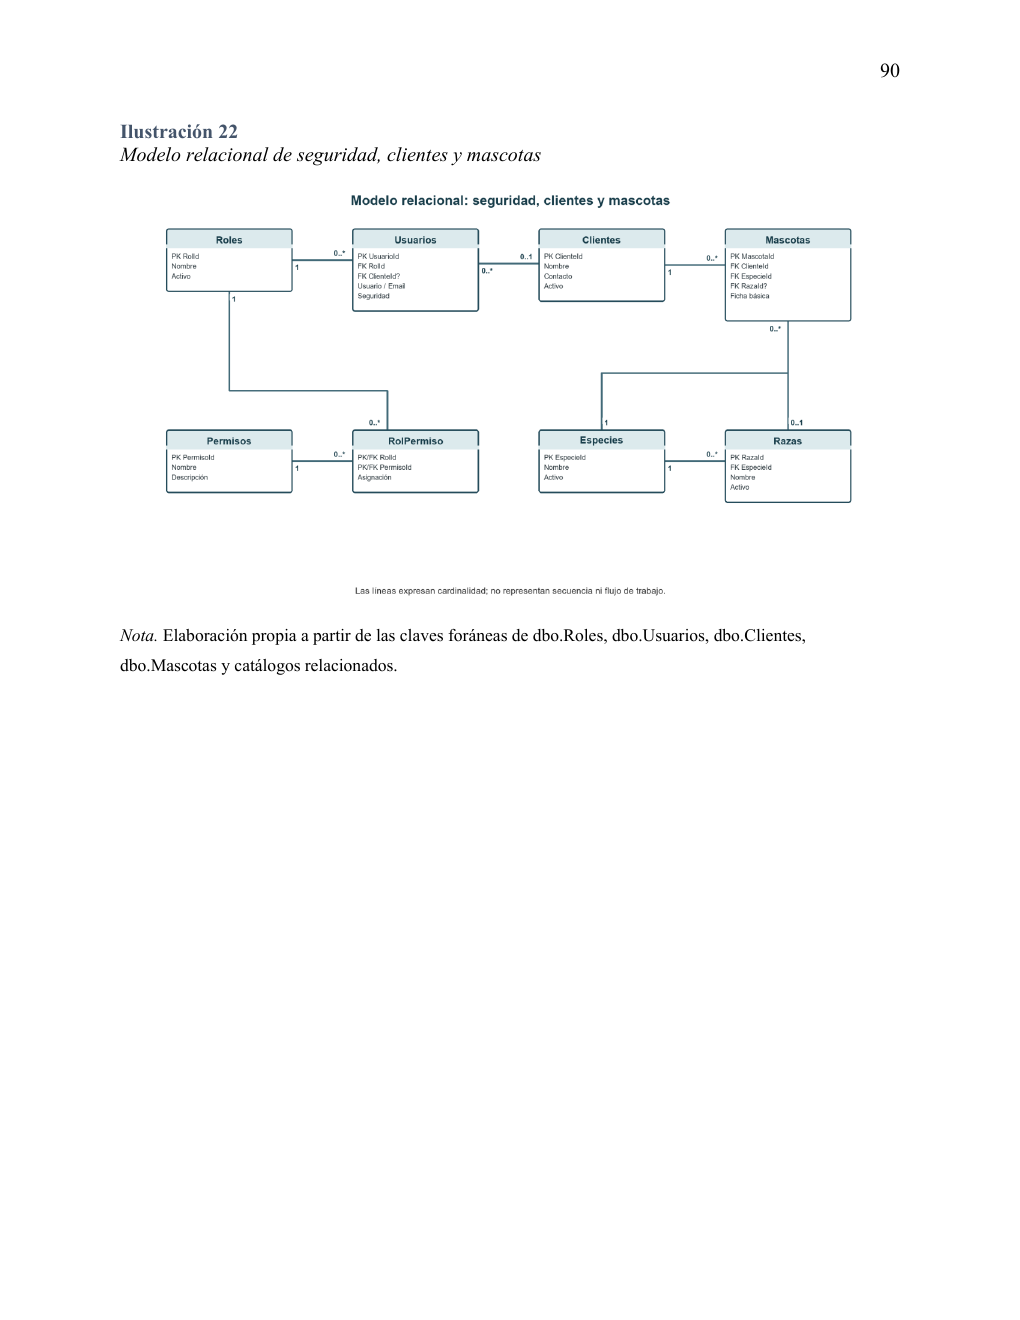 90
Ilustración 22
Modelo relacional de seguridad, clientes y mascotas
Modelo relacional: seguridad, clientes y mascotas
Roles
PK RolId
Nombre
Activo
1
1
0..*
Usuarios
PK UsuarioId
FK RolId
FK ClienteId?
Usuario / Email
Seguridad
0..*
0..1
Clientes
PK ClienteId
Nombre
Contacto
Activo
1
0..*
Mascotas
PK MascotaId
FK ClienteId
FK EspecieId
FK RazaId?
Ficha básica
0..*
Permisos
PK PermisoId
Nombre
Descripción
1
0..*
0..*
RolPermiso
PK/FK RolId
PK/FK PermisoId
Asignación
1
Especies
PK EspecieId
Nombre
Activo
1
0..*
0..1
Razas
PK RazaId
FK EspecieId
Nombre
Activo
Las líneas expresan cardinalidad; no representan secuencia ni flujo de trabajo.
Nota. Elaboración propia a partir de las claves foráneas de dbo.Roles, dbo.Usuarios, dbo.Clientes,
dbo.Mascotas y catálogos relacionados.